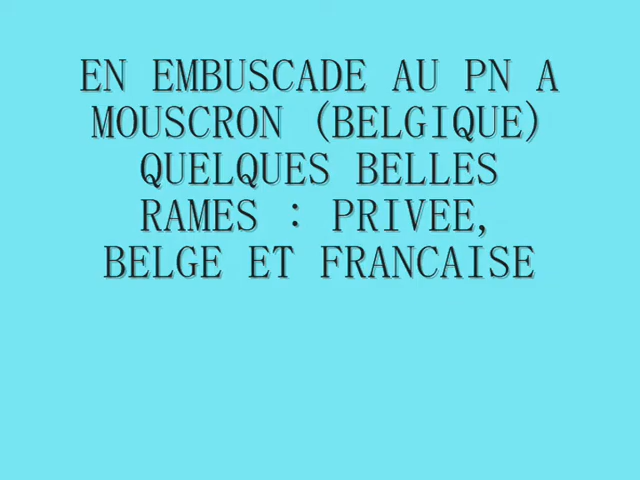 EN EMBUSCADE AU PN A
MOUSCRON (BELGIQUE)
QUELQUES BELLES
RAMES : PRIVEE,
BELGE ET FRANCAISE